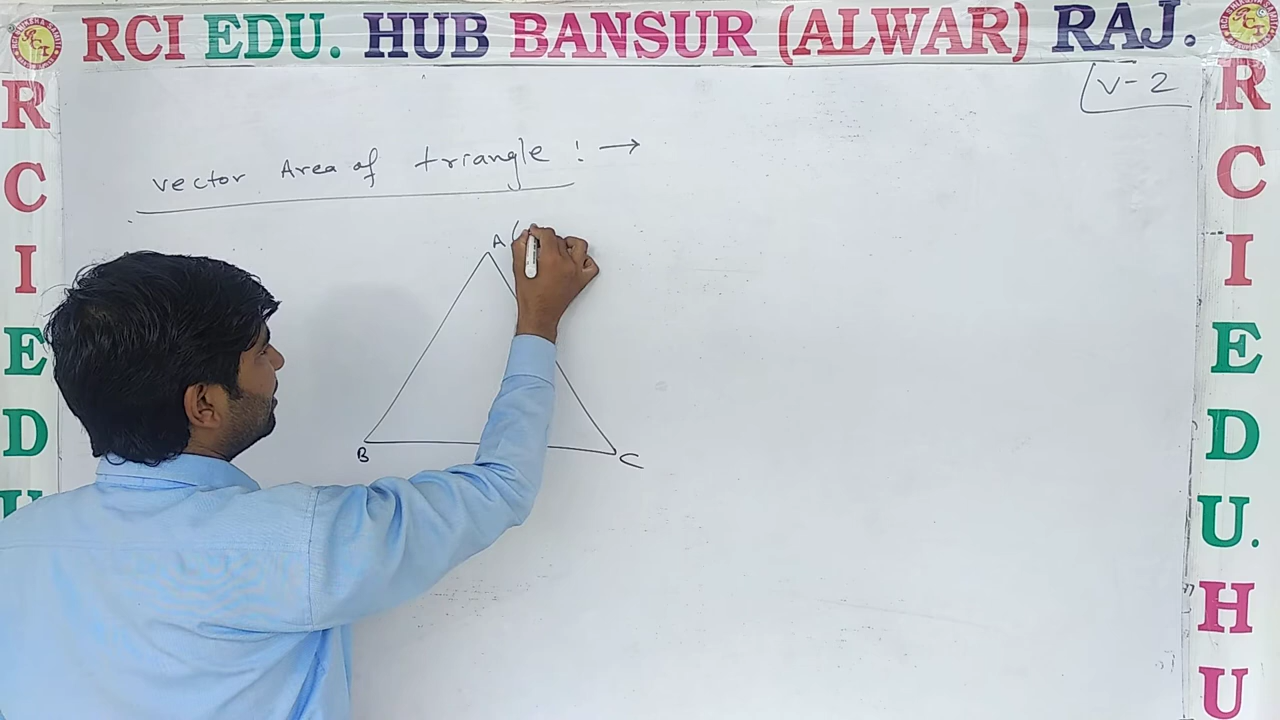 RCI EDU. HUB BANSUR (ALWAR) RAJ.
V-2
Vector Area of triangle : →
A (
B
C
R
C
I
E
D
U
R
C
I
E
D
U.
H
U